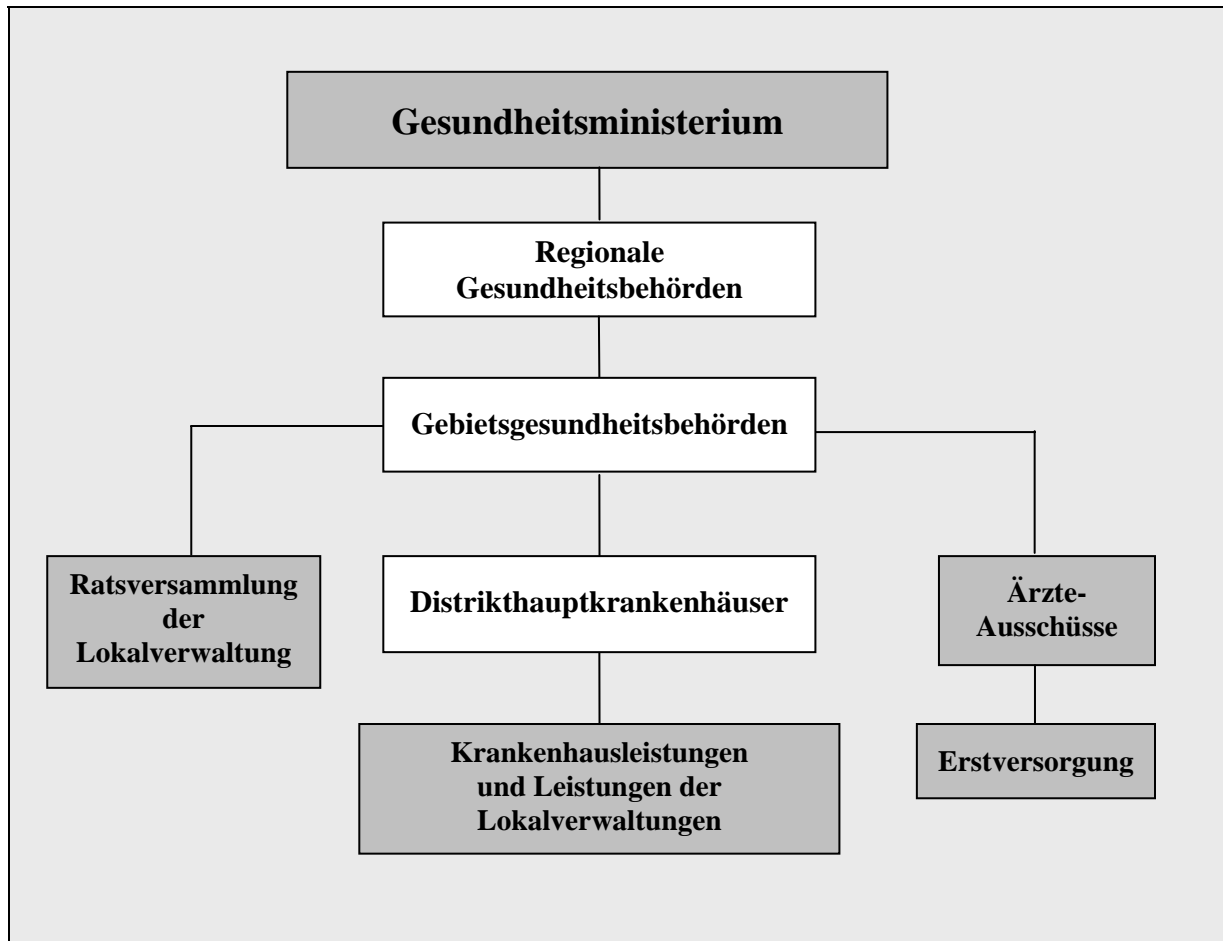 Gesundheitsministerium
Regionale
Gesundheitsbehörden
Gebietsgesundheitsbehörden
Ratsversammlung
der
Lokalverwaltung
Distrikthauptkrankenhäuser
Ärzte-
Ausschüsse
Krankenhausleistungen
und Leistungen der
Lokalverwaltungen
Erstversorgung